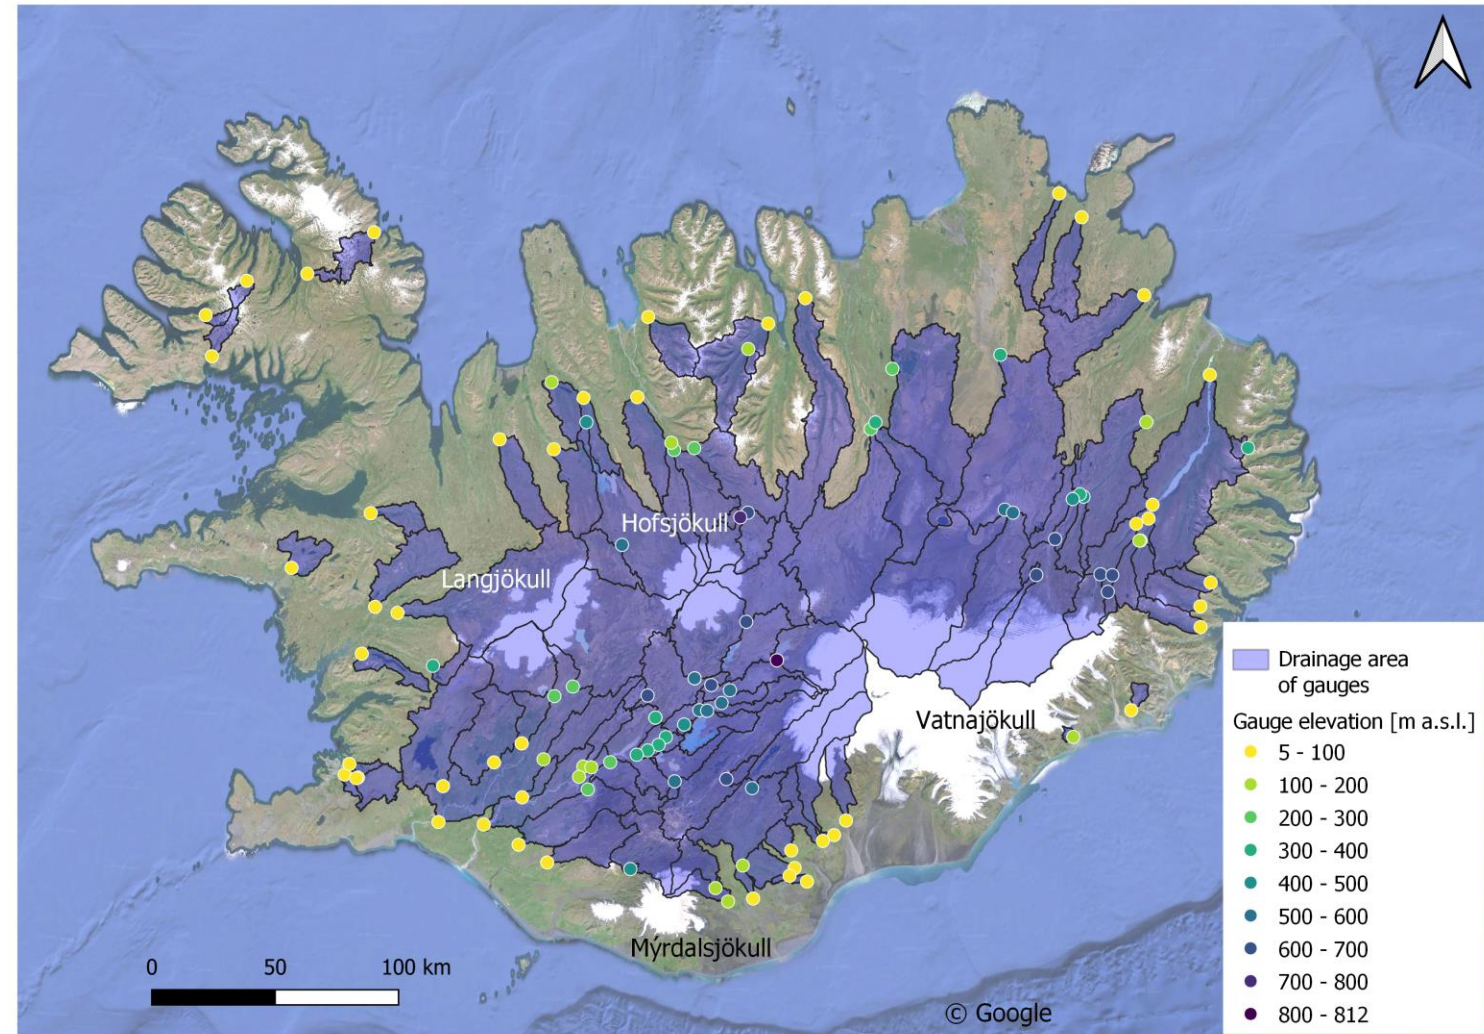 Hofsjökull
Langjökull
Vatnajökull
Mýrdalsjökull
0 50 100 km
© Google
Drainage area
of gauges
Gauge elevation [m a.s.l.]
5 - 100
100 - 200
200 - 300
300 - 400
400 - 500
500 - 600
600 - 700
700 - 800
800 - 812